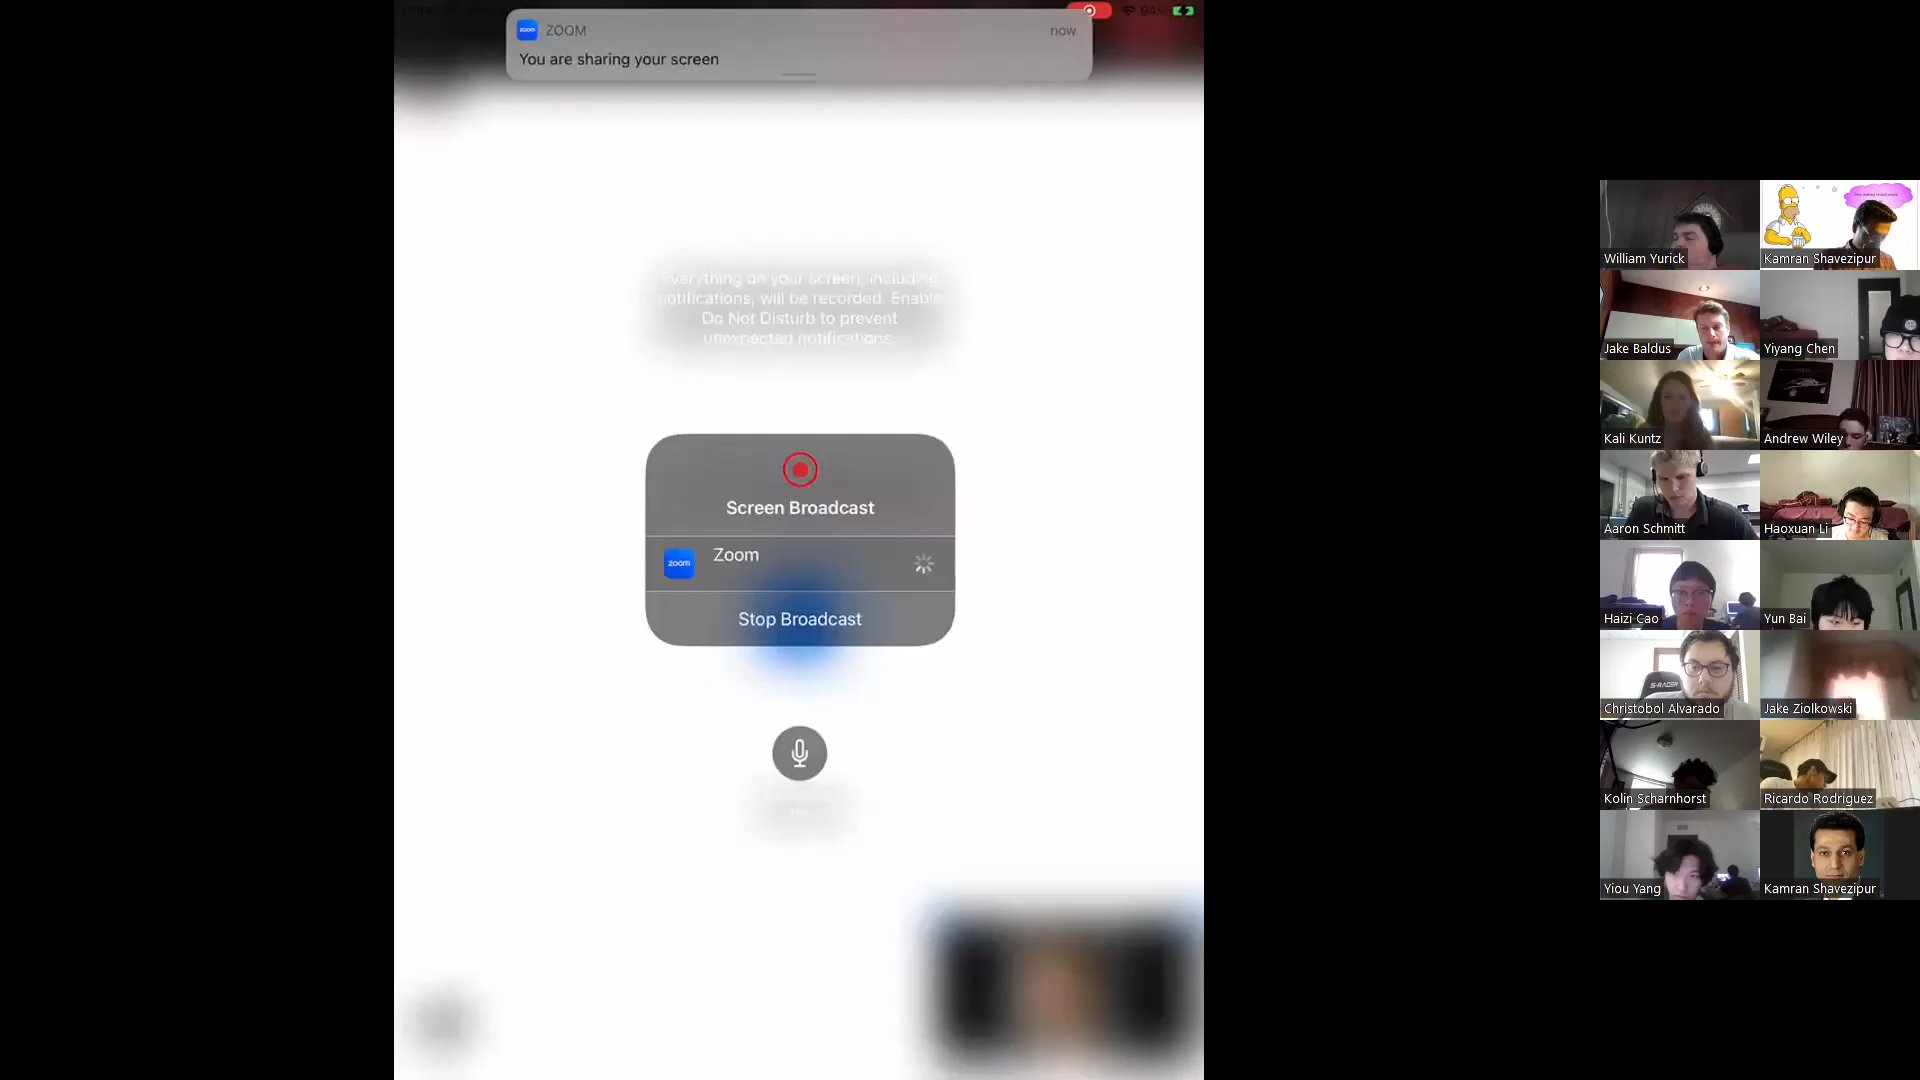 ZOOM
now
You are sharing your screen
94%
Everything on your screen, including
notifications, will be recorded. Enable
Do Not Disturb to prevent
unexpected notifications.
Screen Broadcast
zoom
Zoom
Stop Broadcast
William Yurick
Kamran Shavezipur
Jake Baldus
Yiyang Chen
Kali Kuntz
Andrew Wiley
Aaron Schmitt
Haoxuan Li
Haizi Cao
Yun Bai
S-RACER
Christobol Alvarado
Jake Ziolkowski
Kolin Scharnhorst
Ricardo Rodriguez
Yiou Yang
Kamran Shavezipur